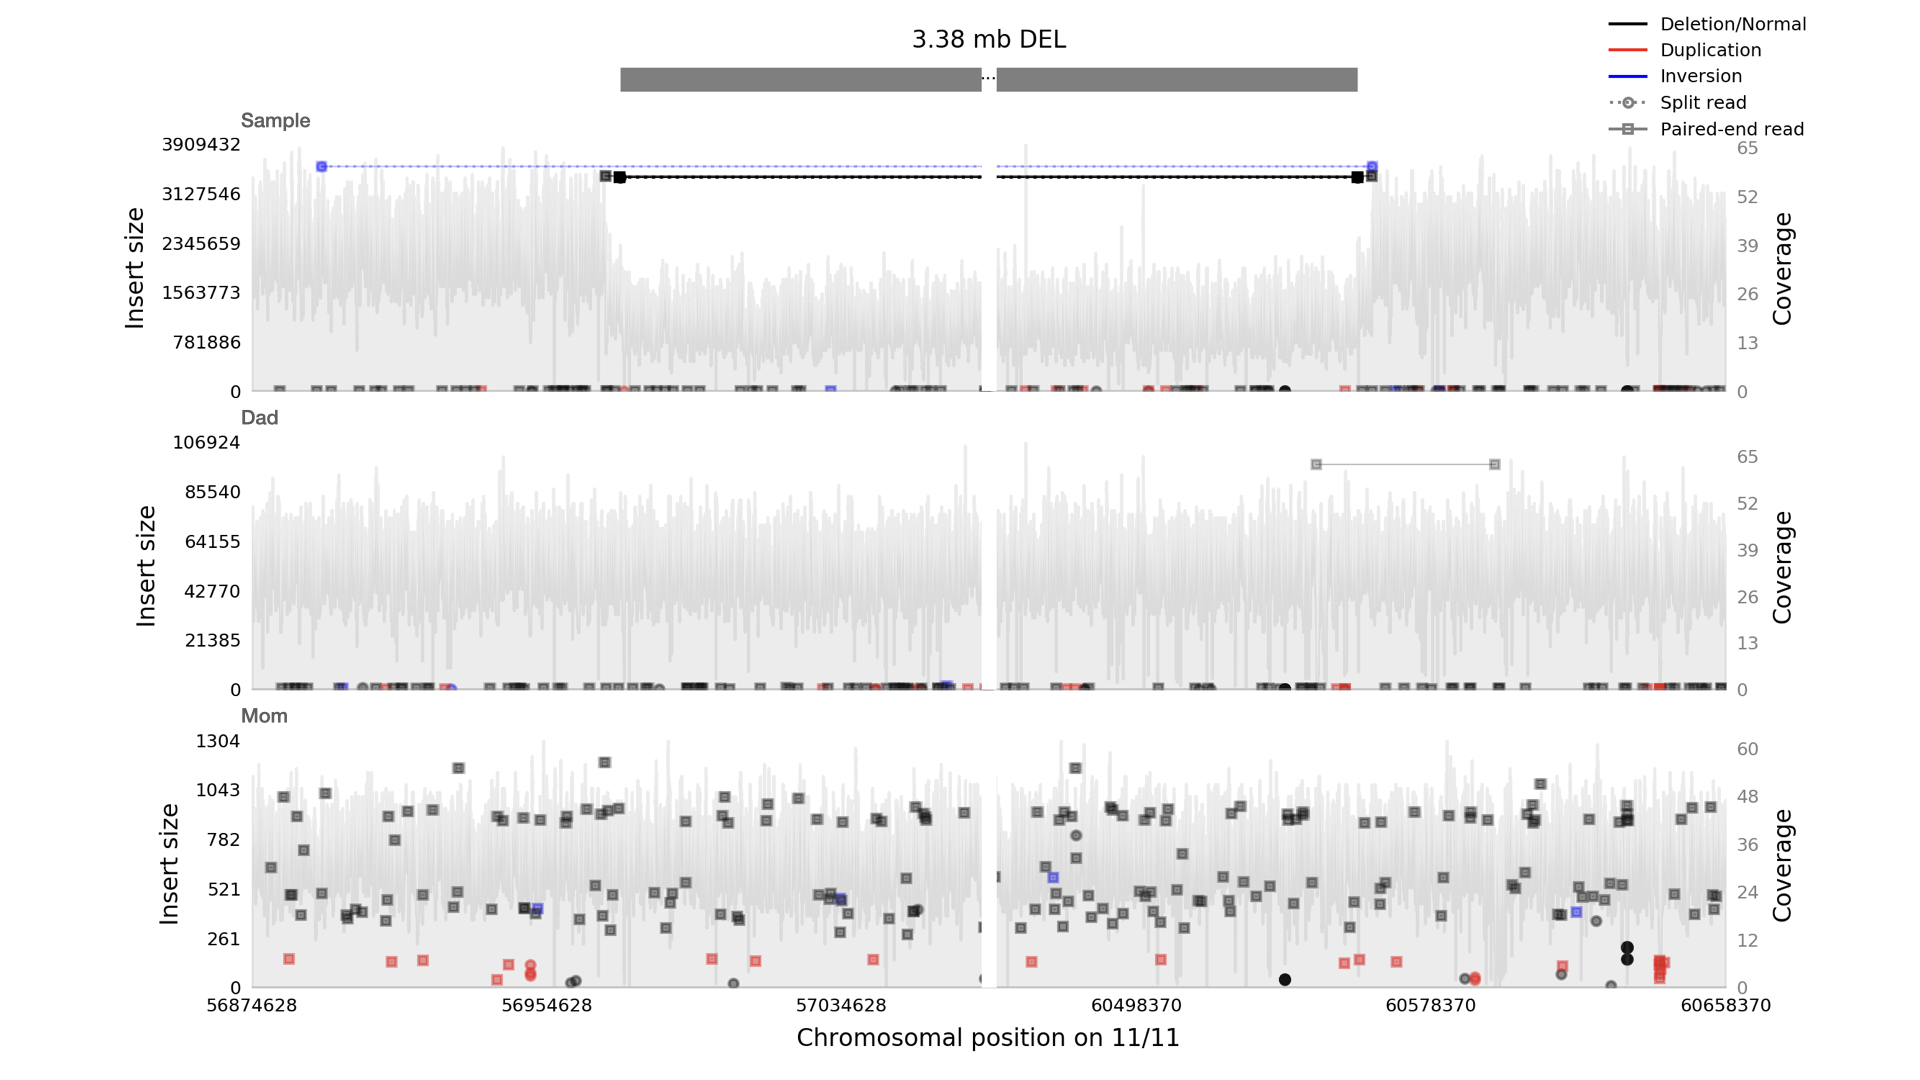 3.38 mb DEL
...
Deletion/Normal
Duplication
Inversion
Split read
Paired-end read
Sample
3909432
3127546
2345659
1563773
781886
0
Insert size
65
52
39
26
13
0
Coverage
Dad
106924
85540
64155
42770
21385
0
Insert size
65
52
39
26
13
0
Coverage
Mom
1304
1043
782
521
261
0
Insert size
60
48
36
24
12
0
Coverage
56874628 56954628 57034628 60498370 60578370 60658370
Chromosomal position on 11/11